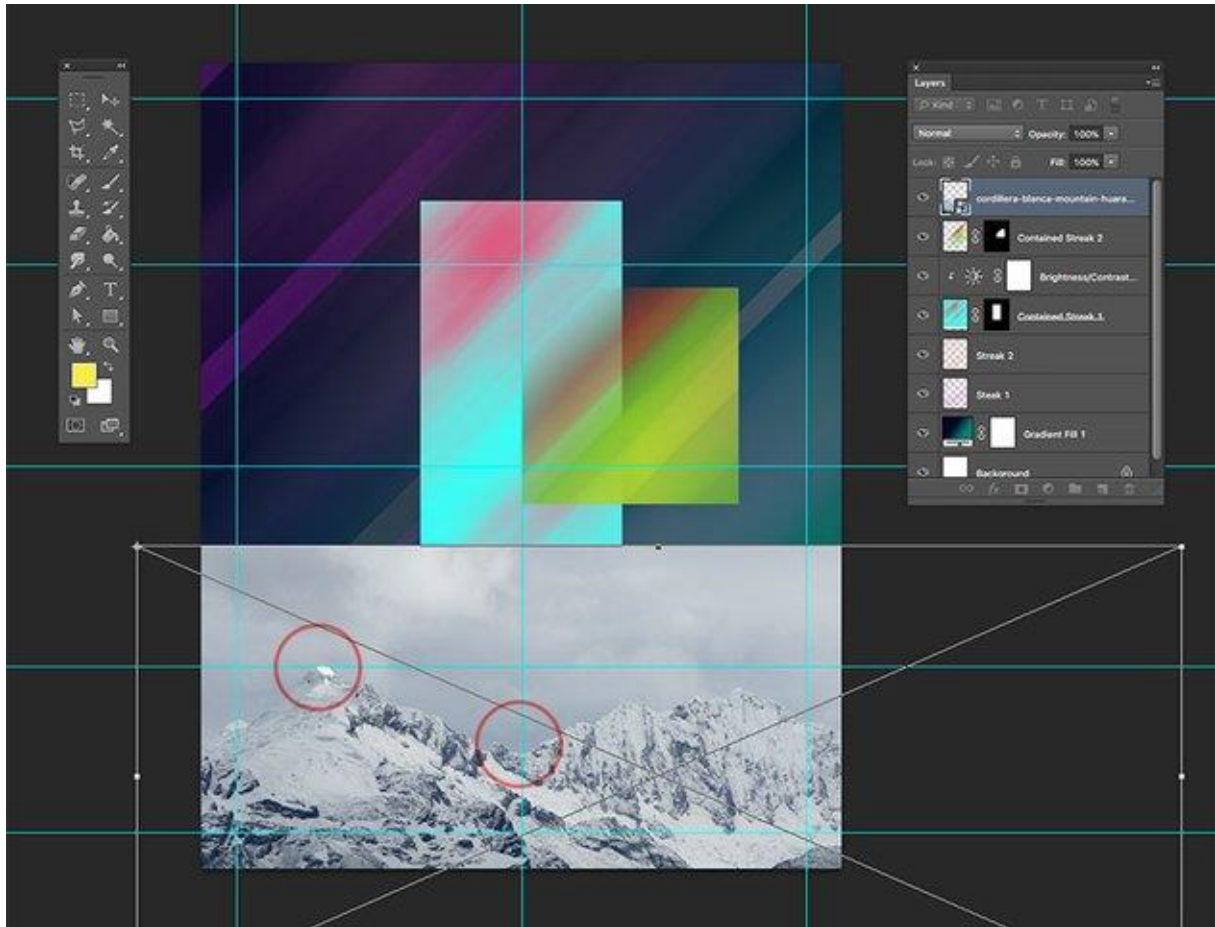 Layers
Kind
Normal
Opacity: 100%
Lock:
Fill: 100%
cordillera-blanca-mountain-huara...
Contained Streak 2
Brightness/Contrast...
Contained Streak 1
Streak 2
Steak 1
Gradient Fill 1
Background